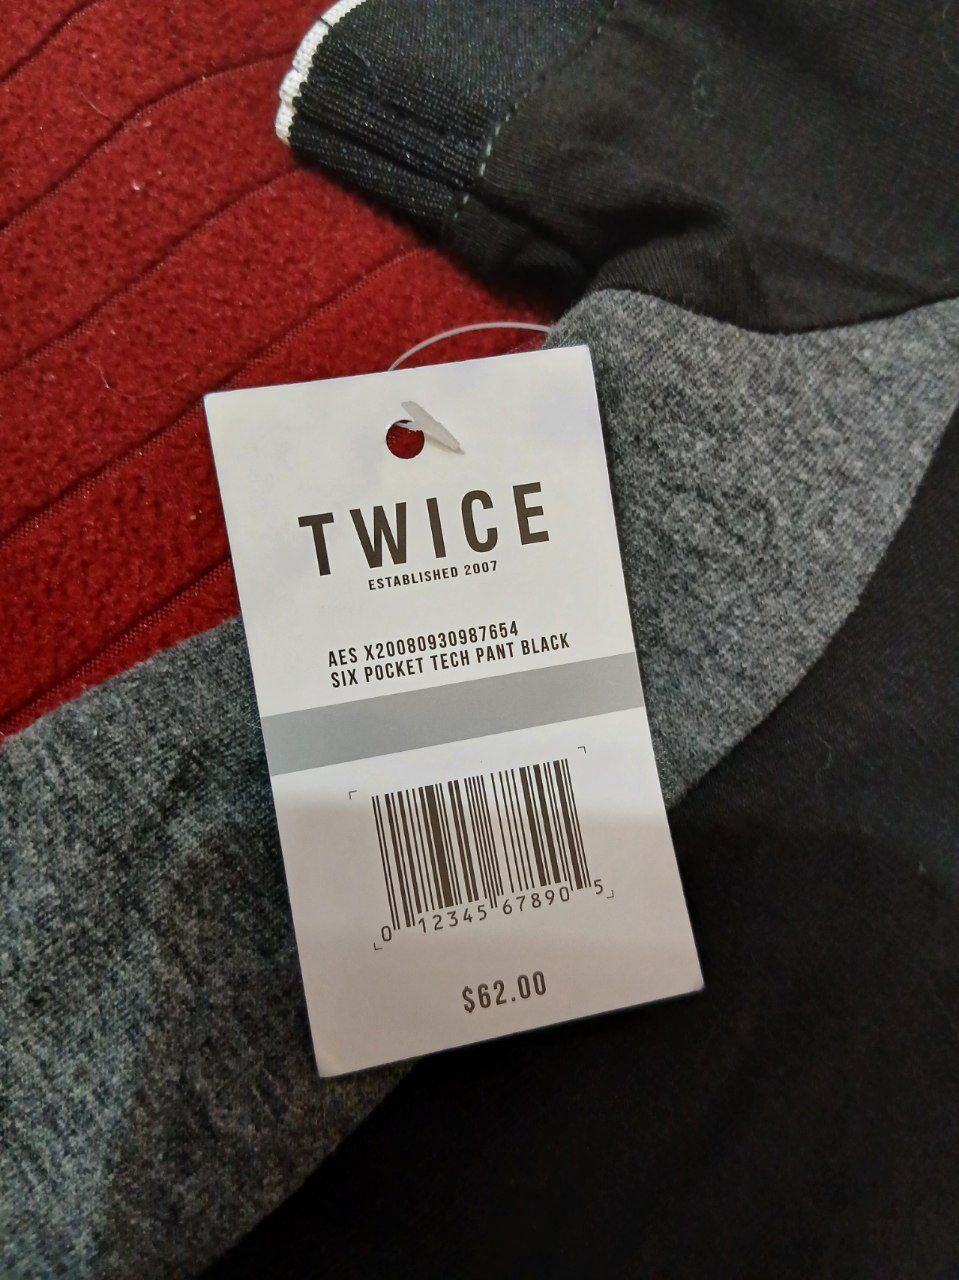 TWICE
ESTABLISHED 2007
AES X20080930987654
SIX POCKET TECH PANT BLACK
0 12345 67890 5
$62.00